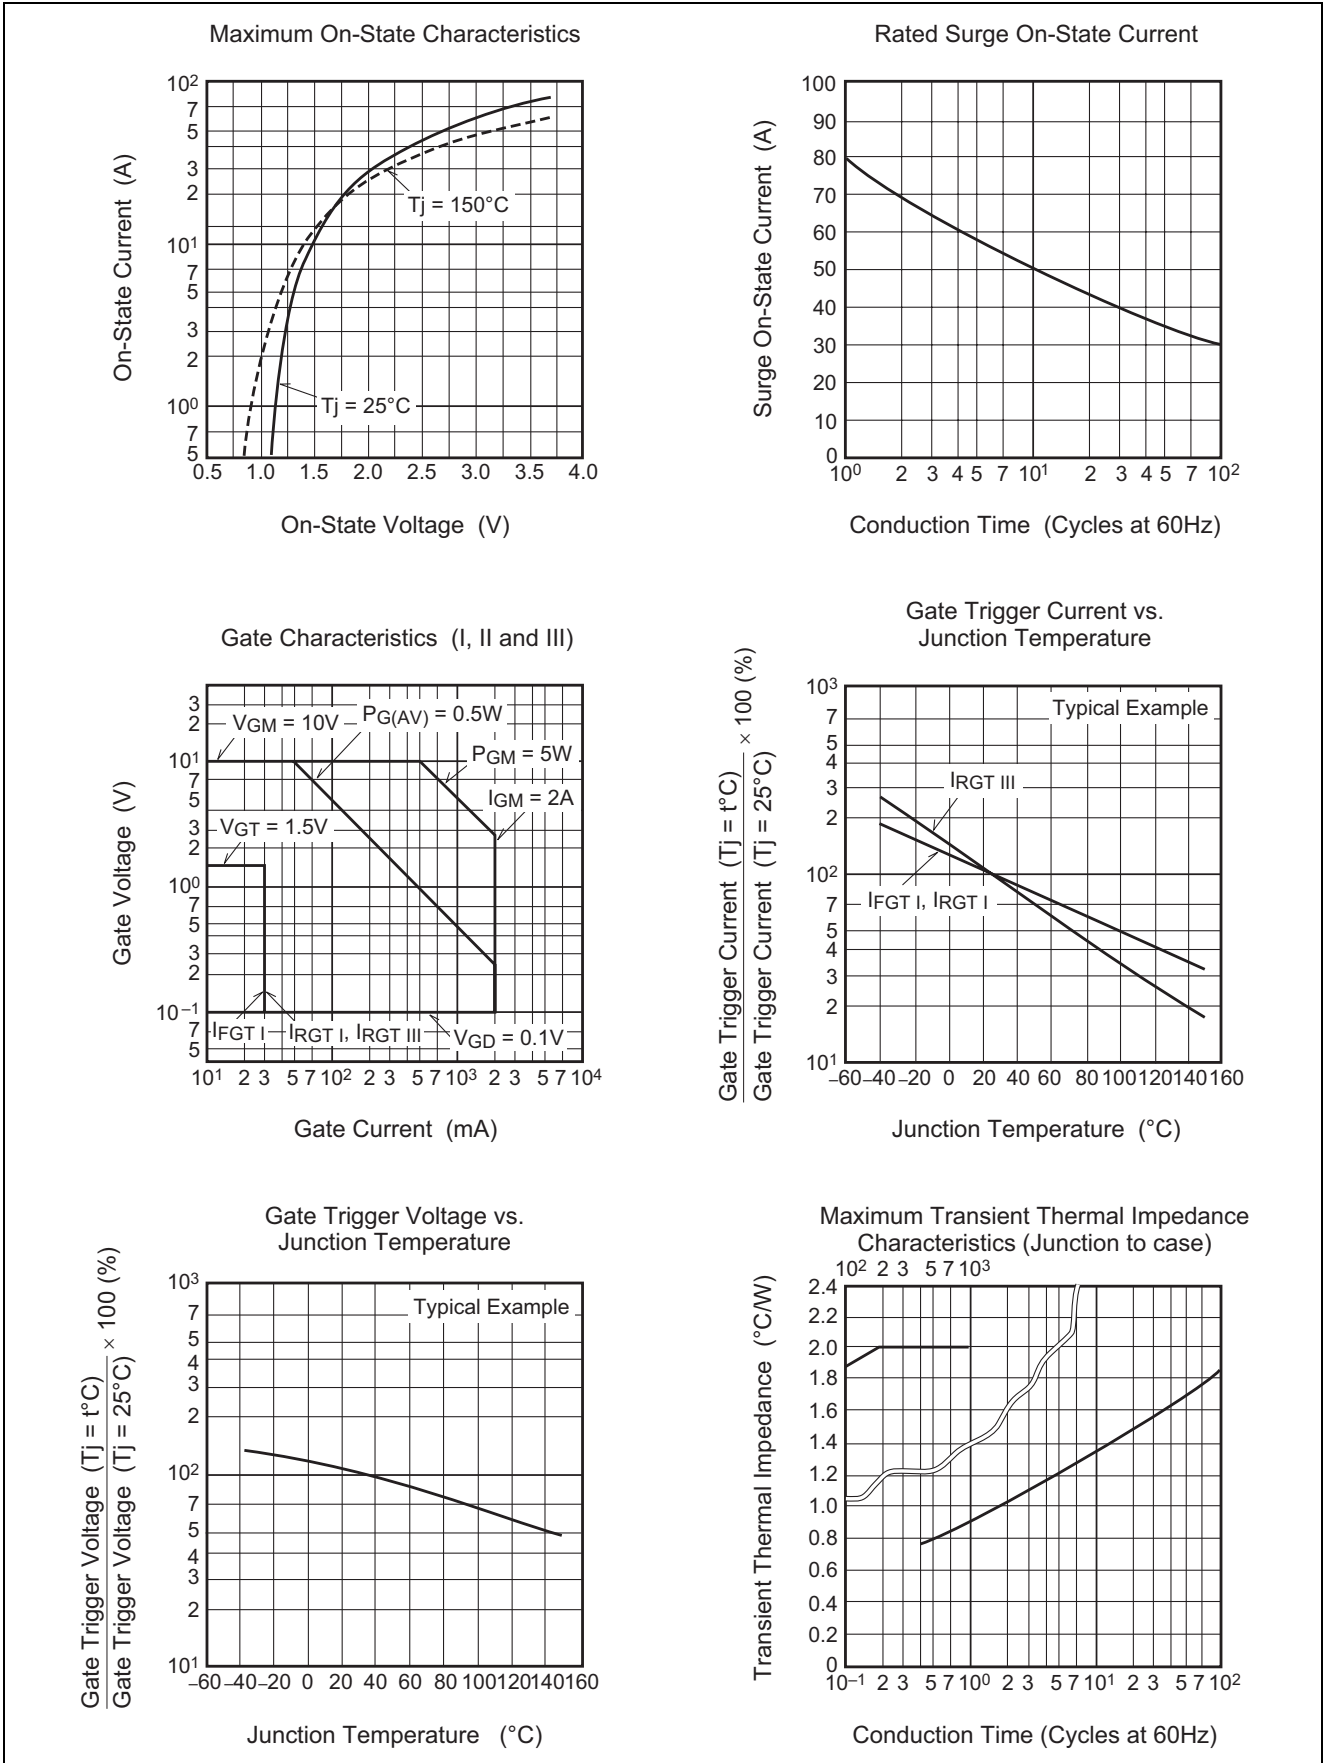 Maximum On-State Characteristics
On-State Current (A)
10² 7 5 3 2 10¹ 7 5 3 2 10⁰ 7 5
Tj = 150°C
Tj = 25°C
0.5 1.0 1.5 2.0 2.5 3.0 3.5 4.0
On-State Voltage (V)
Rated Surge On-State Current
Surge On-State Current (A)
100
90
80
70
60
50
40
30
20
10
0
10⁰ 2 3 4 5 7 10¹ 2 3 4 5 7 10²
Conduction Time (Cycles at 60Hz)
Gate Characteristics (I, II and III)
Gate Voltage (V)
3 2 10¹ 7 5 3 2 10⁰ 7 5 3 2 10⁻¹ 7 5
VGM = 10V
PG(AV) = 0.5W
PGM = 5W
IGM = 2A
VGT = 1.5V
IFGT I
IRGT I, IRGT III
VGD = 0.1V
10¹ 2 3 5 7 10² 2 3 5 7 10³ 2 3 5 7 10⁴
Gate Current (mA)
Gate Trigger Current vs.
Junction Temperature
Gate Trigger Current (Tj = t°C)
Gate Trigger Current (Tj = 25°C)
× 100 (%)
10³ 7 5 4 3 2 10² 7 5 4 3 2 10¹
Typical Example
IRGT III
IFGT I, IRGT I
–60 –40 –20 0 20 40 60 80 100 120 140 160
Junction Temperature (°C)
Gate Trigger Voltage vs.
Junction Temperature
Gate Trigger Voltage (Tj = t°C)
Gate Trigger Voltage (Tj = 25°C)
× 100 (%)
10³ 7 5 4 3 2 10² 7 5 4 3 2 10¹
Typical Example
–60 –40 –20 0 20 40 60 80 100 120 140 160
Junction Temperature (°C)
Maximum Transient Thermal Impedance
Characteristics (Junction to case)
10² 2 3 5 7 10³
Transient Thermal Impedance (°C/W)
2.4
2.2
2.0
1.8
1.6
1.4
1.2
1.0
0.8
0.6
0.4
0.2
0
10⁻¹ 2 3 5 7 10⁰ 2 3 5 7 10¹ 2 3 5 7 10²
Conduction Time (Cycles at 60Hz)